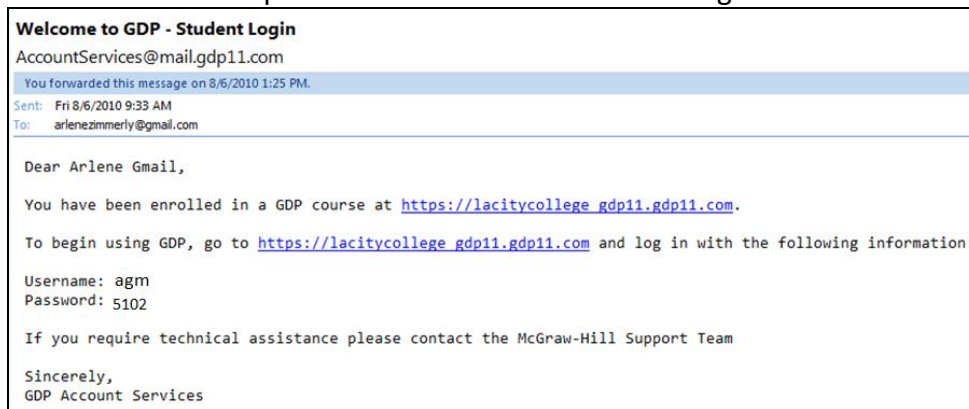 Welcome to GDP - Student Login
AccountServices@mail.gdp11.com
You forwarded this message on 8/6/2010 1:25 PM.
Sent: Fri 8/6/2010 9:33 AM
To: arlenezimmerly@gmail.com
Dear Arlene Gmail,
You have been enrolled in a GDP course at https://lacitycollege gdp11.gdp11.com.
To begin using GDP, go to https://lacitycollege gdp11.gdp11.com and log in with the following information
Username: agm
Password: 5102
If you require technical assistance please contact the McGraw-Hill Support Team
Sincerely,
GDP Account Services